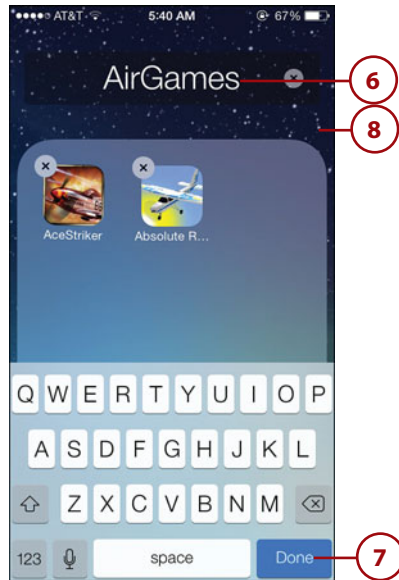 AT&T 5:40 AM 67%
AirGames
6
8
AceStriker Absolute R...
Q W E R T Y U I O P
A S D F G H J K L
Z X C V B N M
123 space Done
7